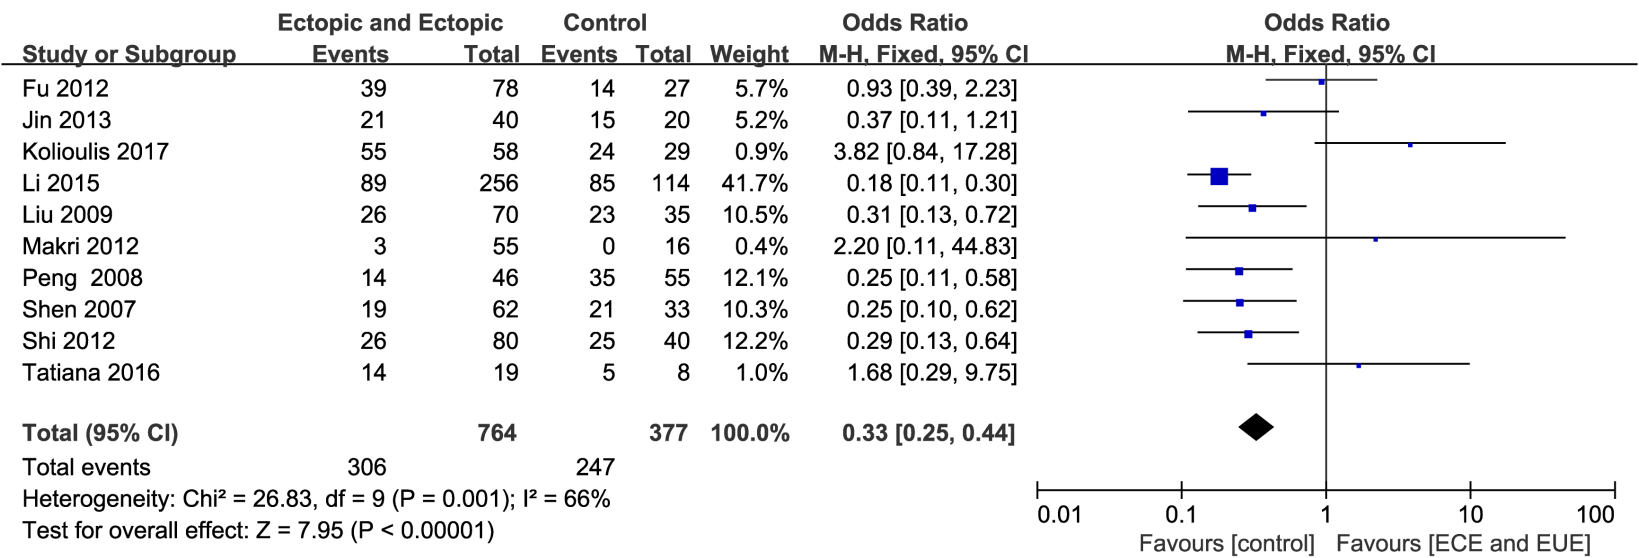 Ectopic and Ectopic Control Odds Ratio Odds Ratio
Study or Subgroup Events Total Events Total Weight M-H, Fixed, 95% CI M-H, Fixed, 95% CI
Fu 2012 39 78 14 27 5.7% 0.93 [0.39, 2.23]
Jin 2013 21 40 15 20 5.2% 0.37 [0.11, 1.21]
Kolioulis 2017 55 58 24 29 0.9% 3.82 [0.84, 17.28]
Li 2015 89 256 85 114 41.7% 0.18 [0.11, 0.30]
Liu 2009 26 70 23 35 10.5% 0.31 [0.13, 0.72]
Makri 2012 3 55 0 16 0.4% 2.20 [0.11, 44.83]
Peng  2008 14 46 35 55 12.1% 0.25 [0.11, 0.58]
Shen 2007 19 62 21 33 10.3% 0.25 [0.10, 0.62]
Shi 2012 26 80 25 40 12.2% 0.29 [0.13, 0.64]
Tatiana 2016 14 19 5 8 1.0% 1.68 [0.29, 9.75]
Total (95% CI) 764 377 100.0% 0.33 [0.25, 0.44]
Total events 306 247
Heterogeneity: Chi² = 26.83, df = 9 (P = 0.001); I² = 66%
Test for overall effect: Z = 7.95 (P < 0.00001)
0.01 0.1 1 10 100
Favours [control] Favours [ECE and EUE]